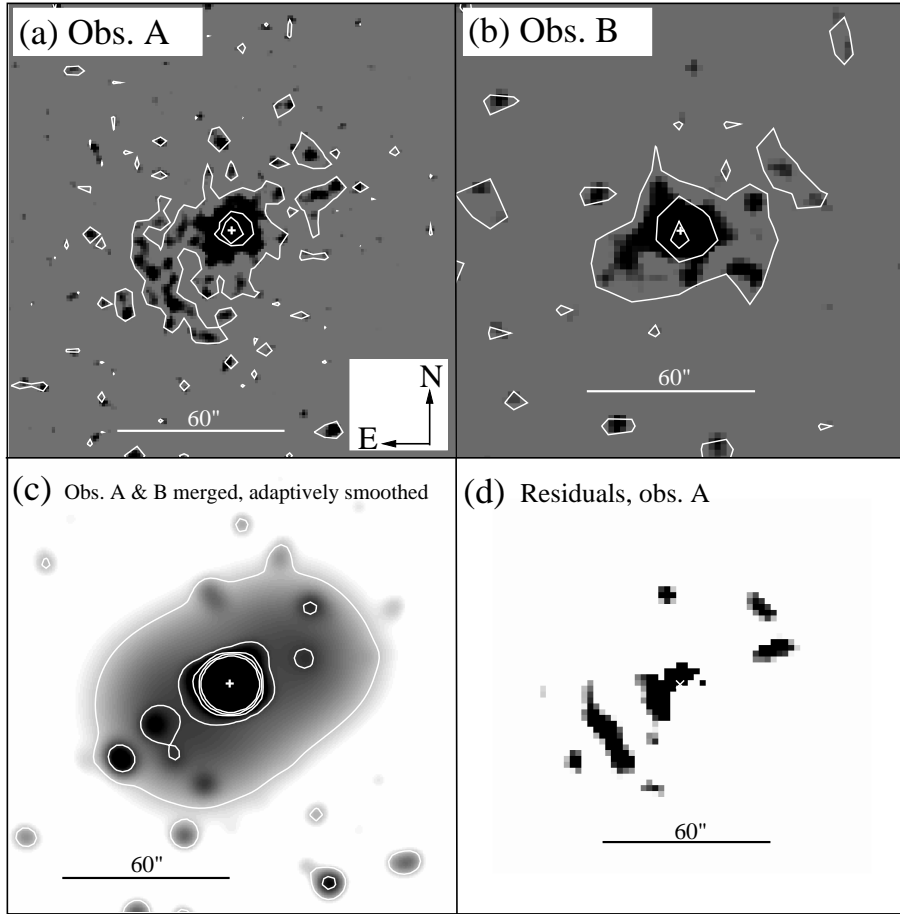 (a) Obs. A
(b) Obs. B
60"
N
E
60"
(c) Obs. A & B merged, adaptively smoothed
(d) Residuals, obs. A
60"
60"